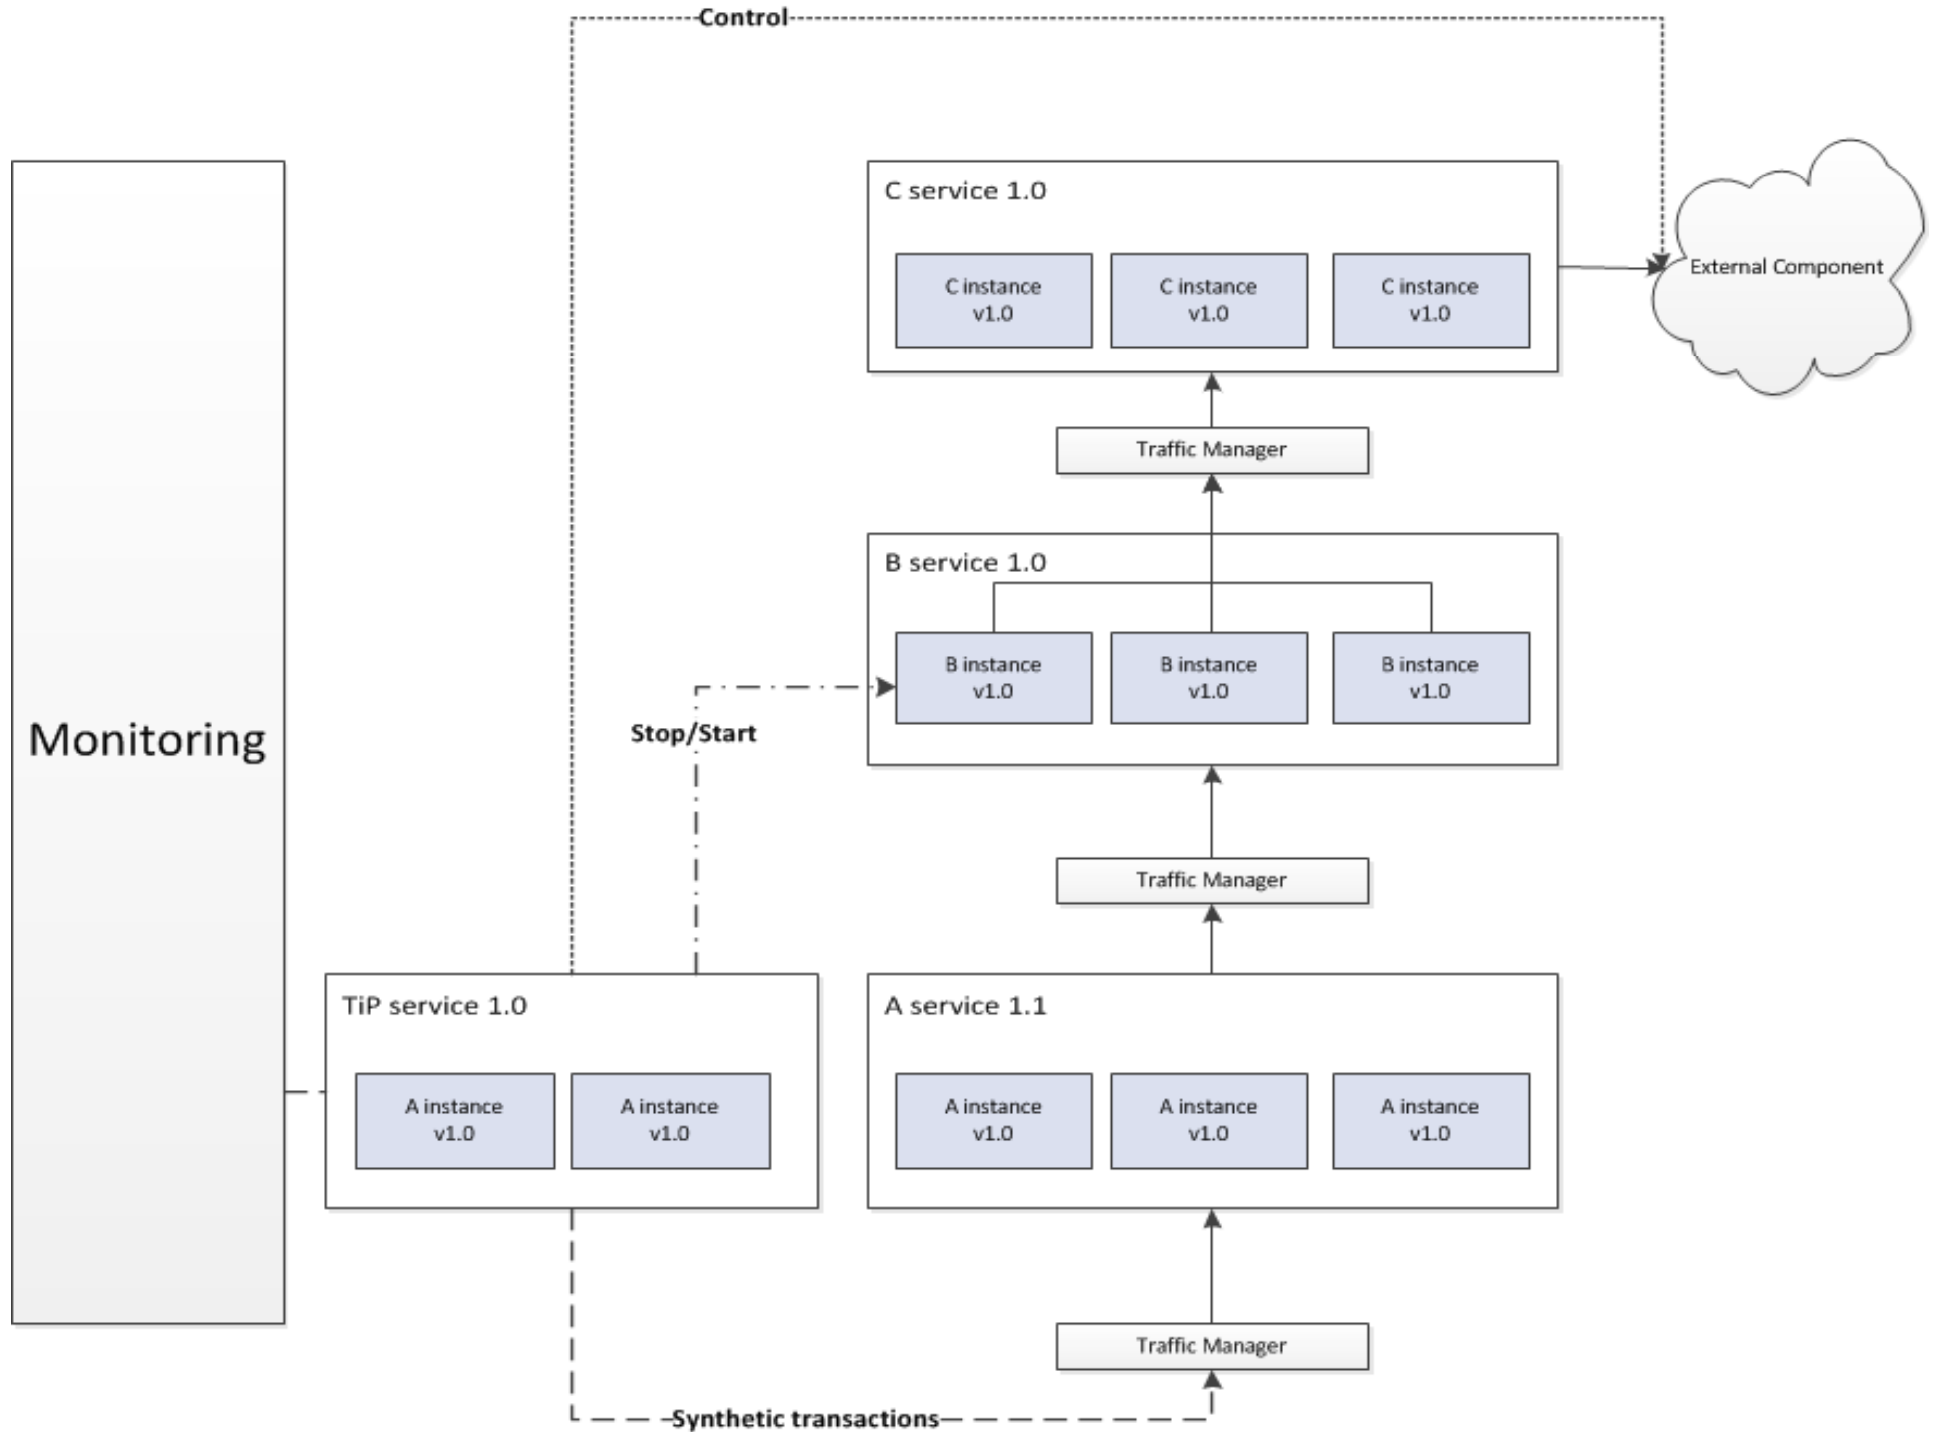 Control
C service 1.0
C instance
v1.0
C instance
v1.0
C instance
v1.0
External Component
Traffic Manager
B service 1.0
B instance
v1.0
B instance
v1.0
B instance
v1.0
Monitoring
Stop/Start
Traffic Manager
TiP service 1.0
A instance
v1.0
A instance
v1.0
A service 1.1
A instance
v1.0
A instance
v1.0
A instance
v1.0
Traffic Manager
Synthetic transactions